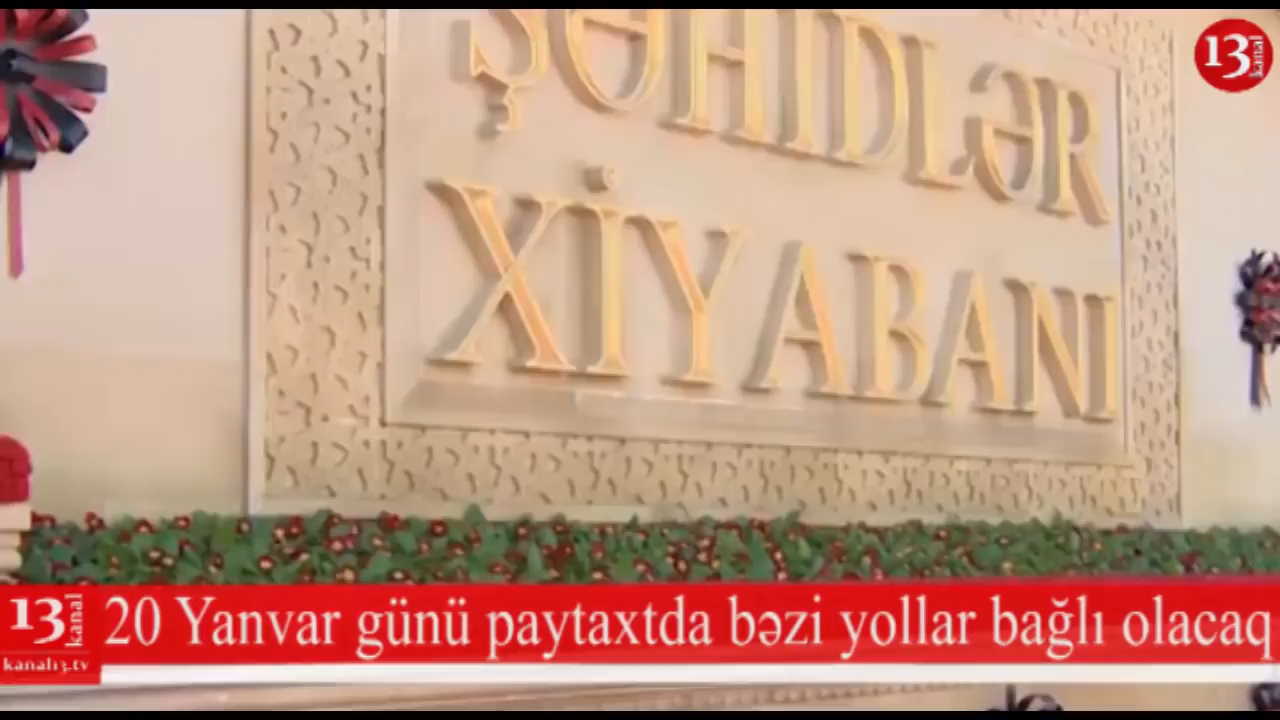 ŞƏHİDLƏR
XİYABANI
13 kanal
13 kanal
kanal13.tv
20 Yanvar günü paytaxtda bəzi yollar bağlı olacaq